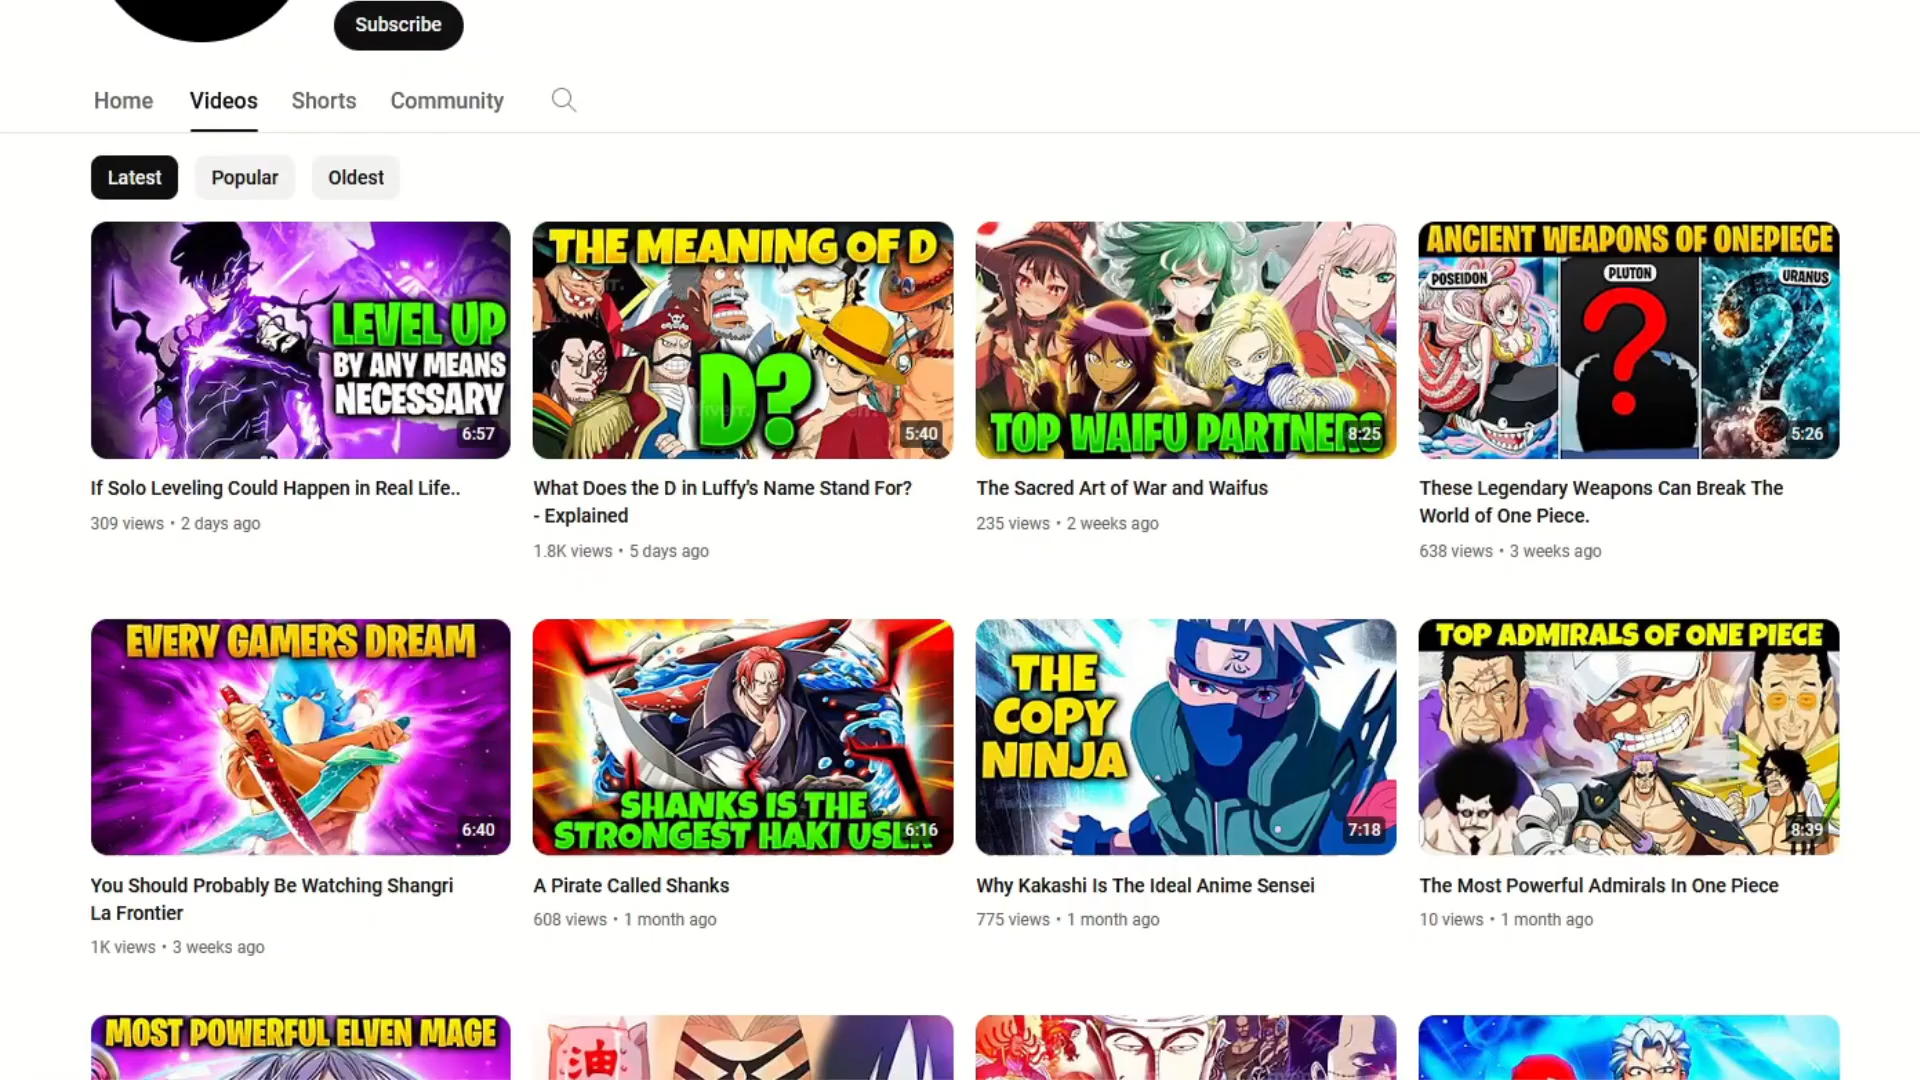 Subscribe
Home
Videos
Shorts
Community
Latest
Popular
Oldest
LEVEL UP
BY ANY MEANS
NECESSARY
6:57
THE MEANING OF D
D?
5:40
TOP WAIFU PARTNERS
8:25
ANCIENT WEAPONS OF ONEPIECE
POSEIDON
PLUTON
URANUS
?
?
5:26
If Solo Leveling Could Happen in Real Life..
309 views • 2 days ago
What Does the D in Luffy's Name Stand For?
- Explained
1.8K views • 5 days ago
The Sacred Art of War and Waifus
235 views • 2 weeks ago
These Legendary Weapons Can Break The
World of One Piece.
638 views • 3 weeks ago
EVERY GAMERS DREAM
6:40
SHANKS IS THE
STRONGEST HAKI USER
6:16
THE
COPY
NINJA
忍
7:18
TOP ADMIRALS OF ONE PIECE
8:39
You Should Probably Be Watching Shangri
La Frontier
1K views • 3 weeks ago
A Pirate Called Shanks
608 views • 1 month ago
Why Kakashi Is The Ideal Anime Sensei
775 views • 1 month ago
The Most Powerful Admirals In One Piece
10 views • 1 month ago
MOST POWERFUL ELVEN MAGE
油